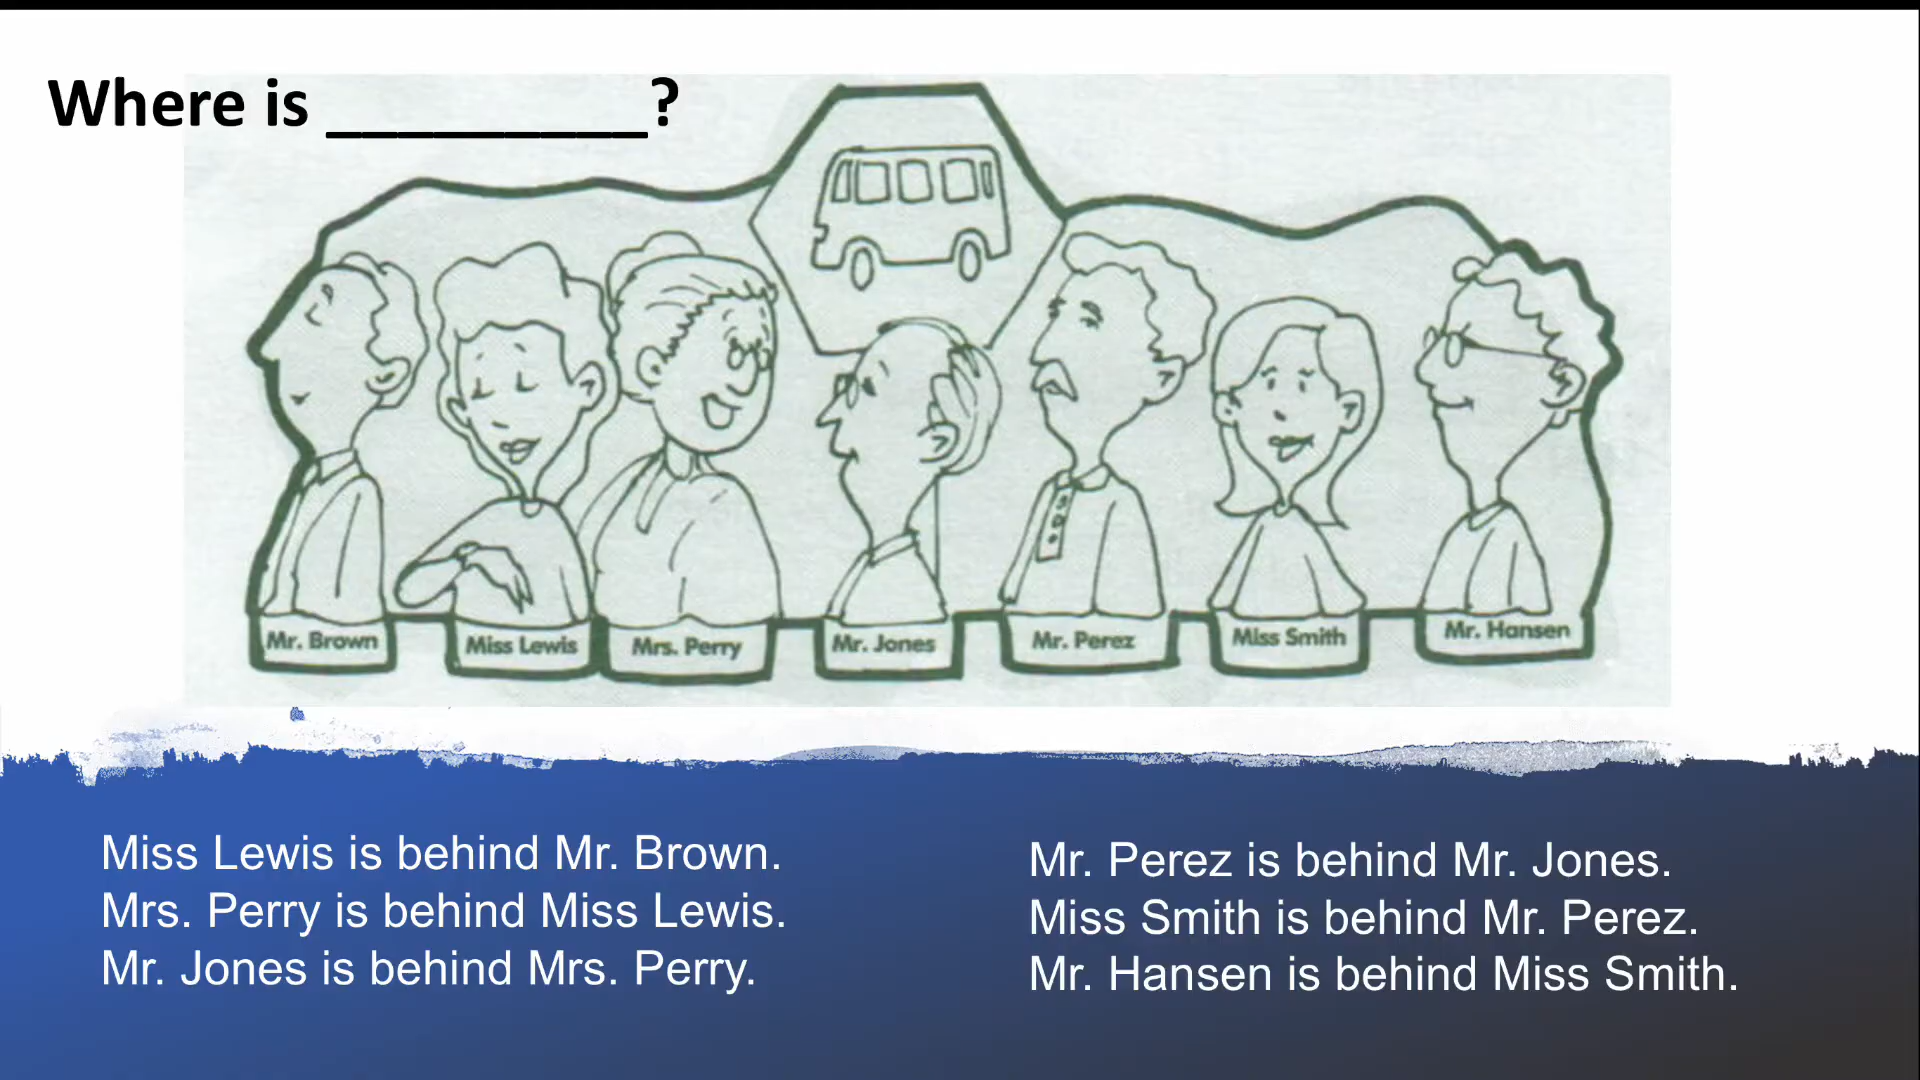 Where is _________?
Mr. Brown
Miss Lewis
Mrs. Perry
Mr. Jones
Mr. Perez
Miss Smith
Mr. Hansen
Miss Lewis is behind Mr. Brown.
Mrs. Perry is behind Miss Lewis.
Mr. Jones is behind Mrs. Perry.
Mr. Perez is behind Mr. Jones.
Miss Smith is behind Mr. Perez.
Mr. Hansen is behind Miss Smith.